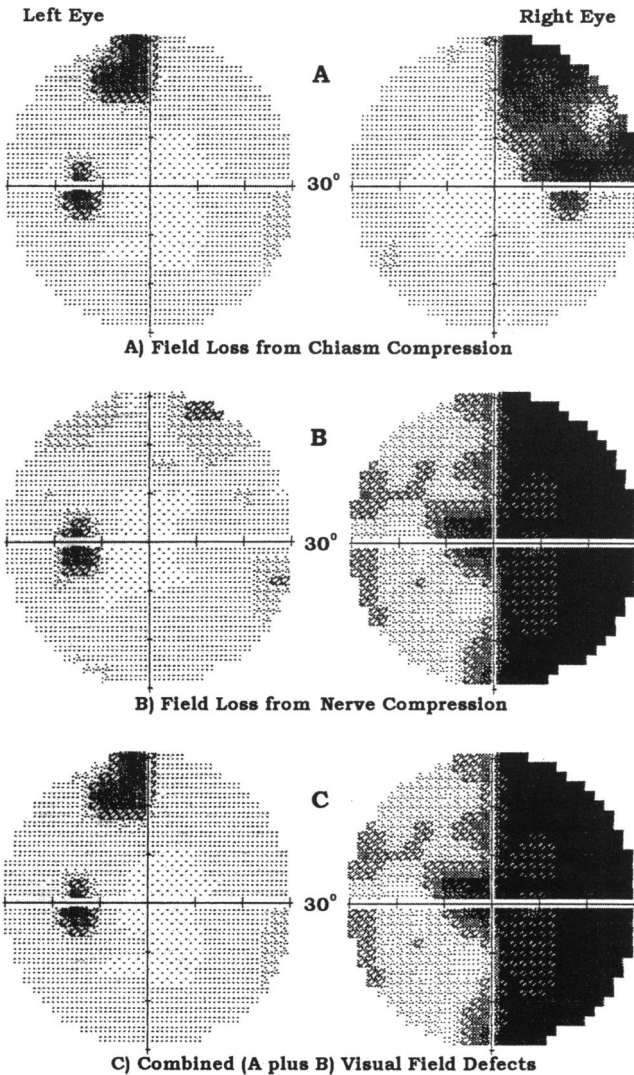 Left Eye Right Eye
A
30°
A) Field Loss from Chiasm Compression
B
30°
B) Field Loss from Nerve Compression
C
30°
C) Combined (A plus B) Visual Field Defects